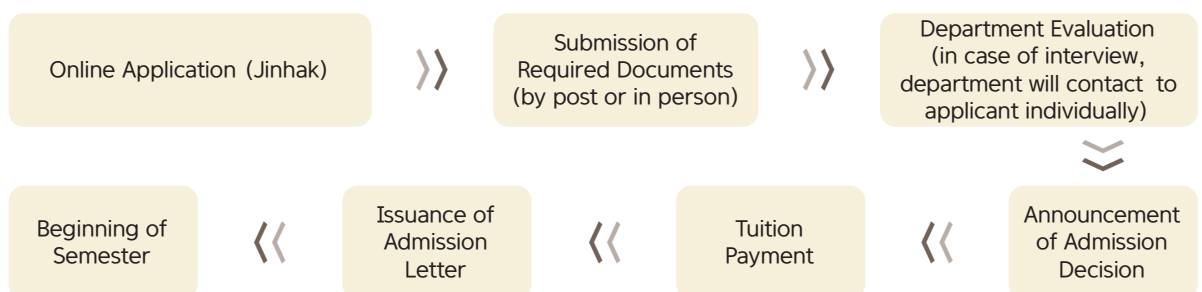 Online Application (Jinhak)
Submission of
Required Documents
(by post or in person)
Department Evaluation
(in case of interview,
department will contact to
applicant individually)
Announcement
of Admission
Decision
Tuition
Payment
Issuance of
Admission
Letter
Beginning of
Semester